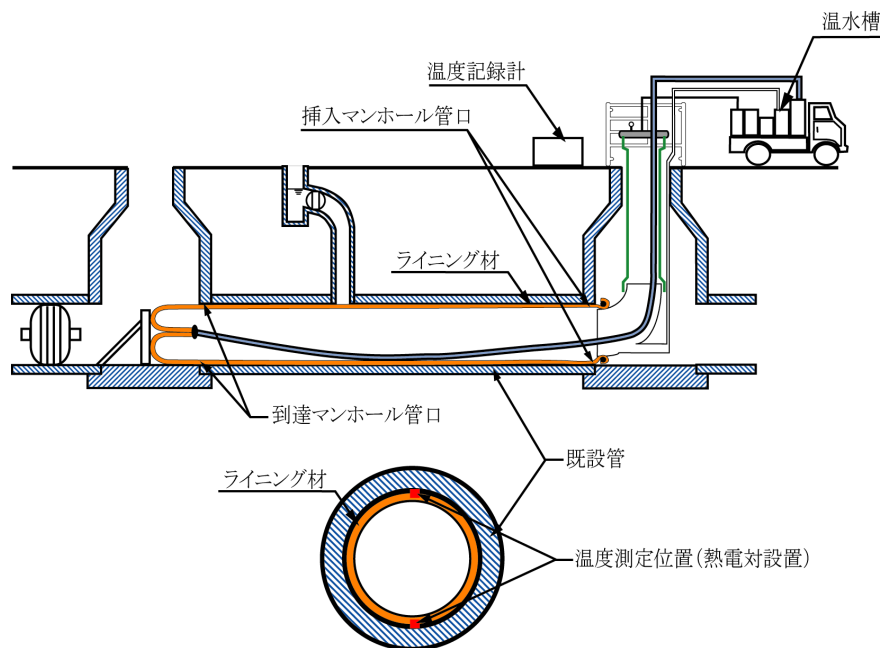 温水槽
温度記録計
挿入マンホール管口
ライニング材
到達マンホール管口
既設管
ライニング材
温度測定位置(熱電対設置)